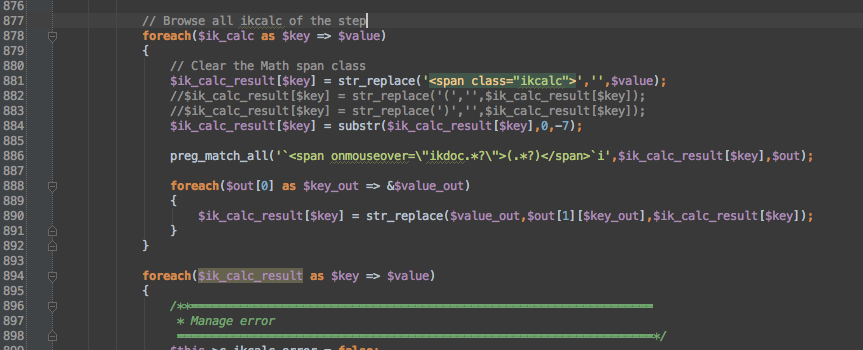 876
877 // Browse all ikcalc of the step
878 foreach($ik_calc as $key => $value)
879 {
880 // Clear the Math span class
881 $ik_calc_result[$key] = str_replace('<span class="ikcalc">','',$value);
882 //$ik_calc_result[$key] = str_replace('(','',$ik_calc_result[$key]);
883 //$ik_calc_result[$key] = str_replace(')','',$ik_calc_result[$key]);
884 $ik_calc_result[$key] = substr($ik_calc_result[$key],0,-7);
885
886 preg_match_all('`<span onmouseover=\"ikdoc.*?\">(.*?)</span>`i',$ik_calc_result[$key],$out);
887
888 foreach($out[0] as $key_out => &$value_out)
889 {
890 $ik_calc_result[$key] = str_replace($value_out,$out[1][$key_out],$ik_calc_result[$key]);
891 }
892 }
893
894 foreach($ik_calc_result as $key => $value)
895 {
896 /**==================================================================
897 * Manage error
898 ====================================================================*/
899 $this->c_ikcalc_error = false;